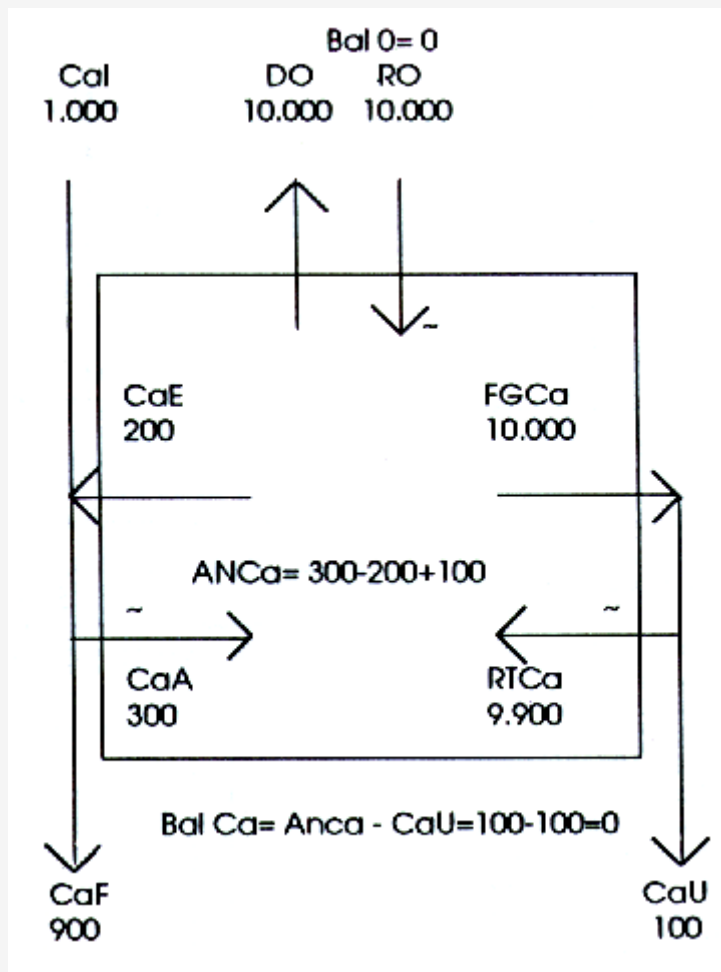 Bal 0= 0
CaI DO RO
1.000 10.000 10.000
~
CaE FGCa
200 10.000
ANCa= 300-200+100
~ ~
CaA RTCa
300 9.900
Bal Ca= Anca - CaU=100-100=0
CaF CaU
900 100